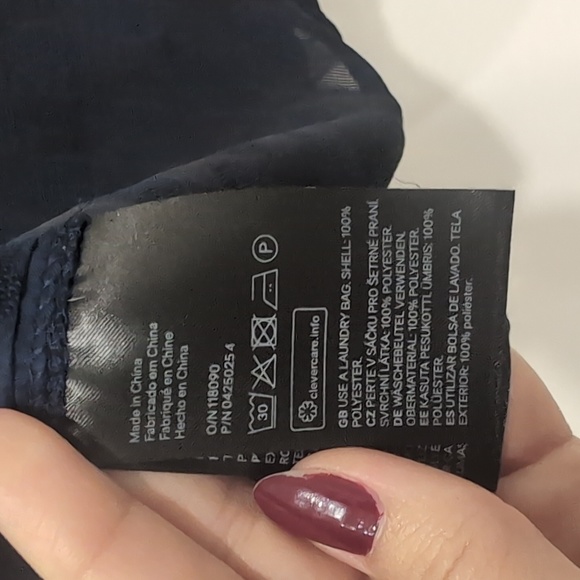 Made in China
Fabricado em China
Fabriqué en Chine
Hecho en China
O/N118090
P/N 0425025 4
30
P
clevercare.info
GB USE A LAUNDRY BAG. SHELL: 100%
POLYESTER.
CZ PERTE V SÁČKU PRO ŠETRNÉ PRANÍ.
SVRCHNÍ LÁTKA: 100% POLYESTER.
DE WÄSCHEBEUTEL VERWENDEN.
OBERMATERIAL: 100% POLYESTER.
EE KASUTA PESUKOTTI. ÜMBRIS: 100%
POLÜESTER.
ES UTILIZAR BOLSA DE LAVADO. TELA
EXTERIOR: 100% poliéster.